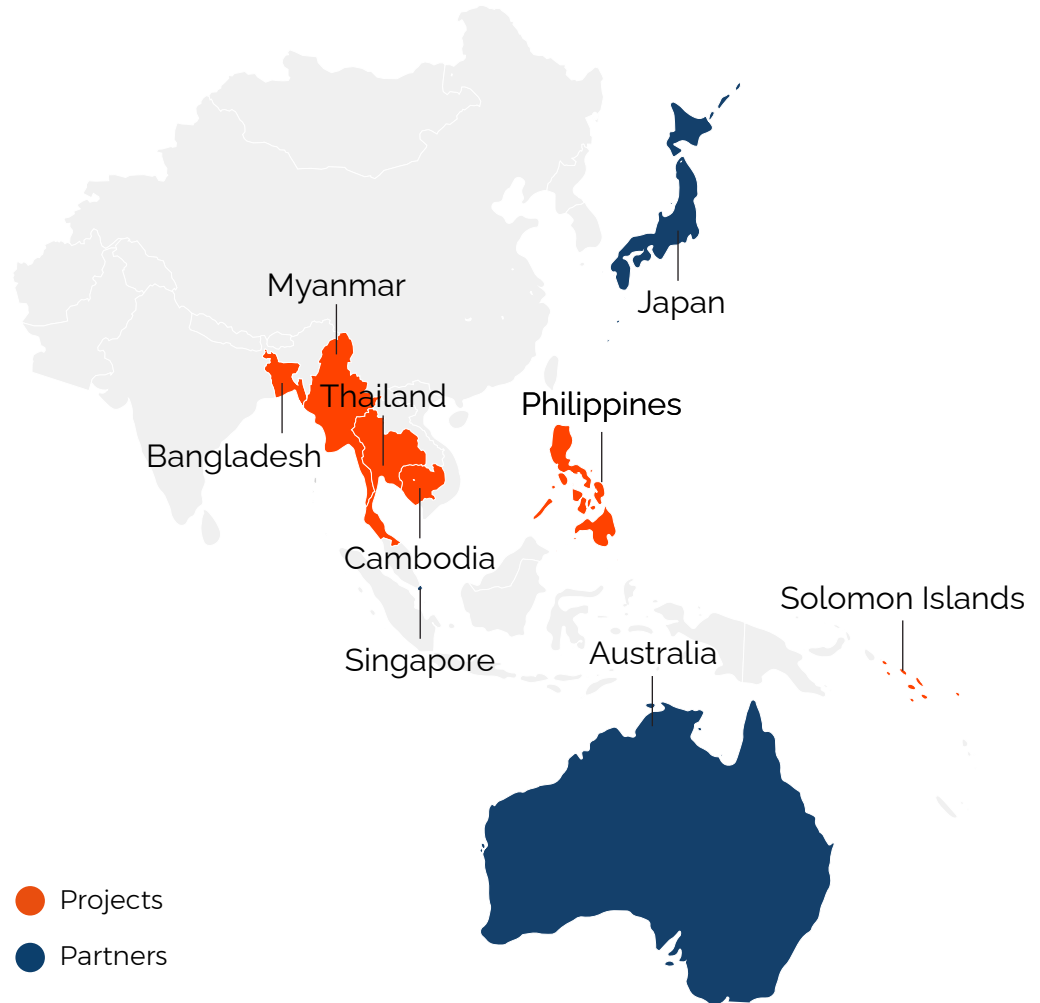 Myanmar
Japan
Thailand
Philippines
Bangladesh
Cambodia
Solomon Islands
Singapore
Australia
Projects
Partners